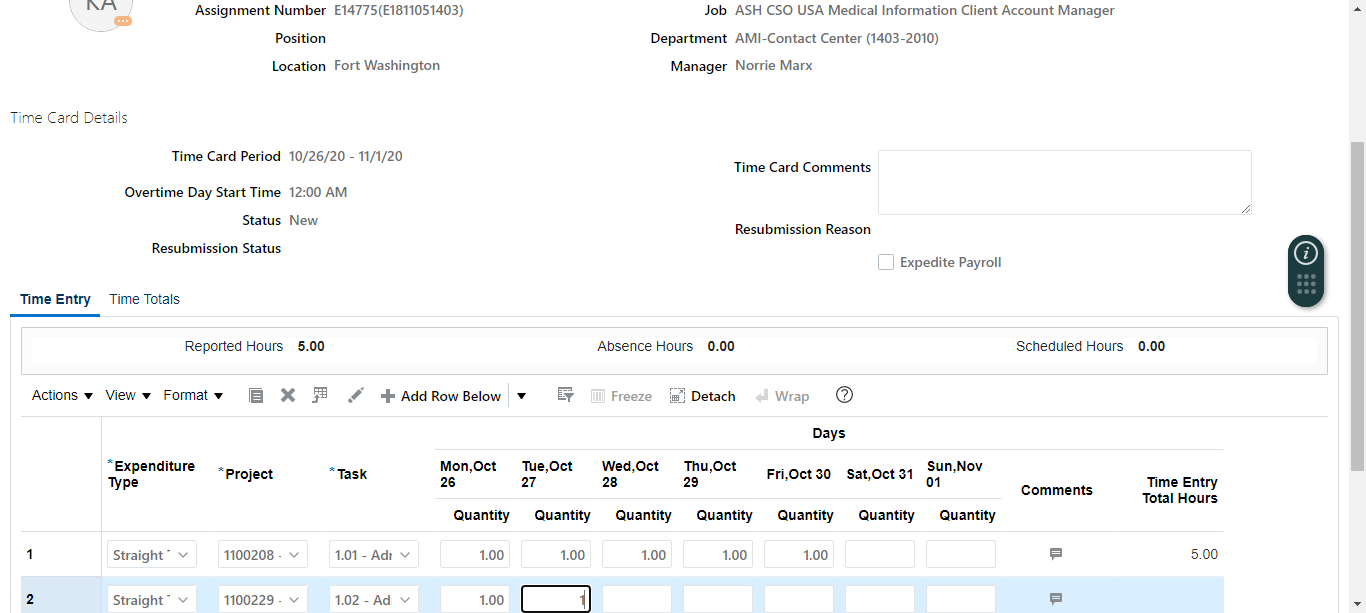 KA
Assignment Number E14775(E1811051403) Job ASH CSO USA Medical Information Client Account Manager
Position Department AMI-Contact Center (1403-2010)
Location Fort Washington Manager Norrie Marx
Time Card Details
Time Card Period 10/26/20 - 11/1/20
Time Card Comments
Overtime Day Start Time 12:00 AM
Status New
Resubmission Reason
Resubmission Status
Expedite Payroll
Time Entry Time Totals
Reported Hours 5.00 Absence Hours 0.00 Scheduled Hours 0.00
Actions View Format Add Row Below Freeze Detach Wrap
Days
*Expenditure Type *Project *Task Mon,Oct 26 Tue,Oct 27 Wed,Oct 28 Thu,Oct 29 Fri,Oct 30 Sat,Oct 31 Sun,Nov 01 Comments Time Entry Total Hours
Quantity Quantity Quantity Quantity Quantity Quantity Quantity
1 Straight 1100208 - 1.01 - Adr 1.00 1.00 1.00 1.00 1.00 5.00
2 Straight 1100229 - 1.02 - Ad 1.00 1